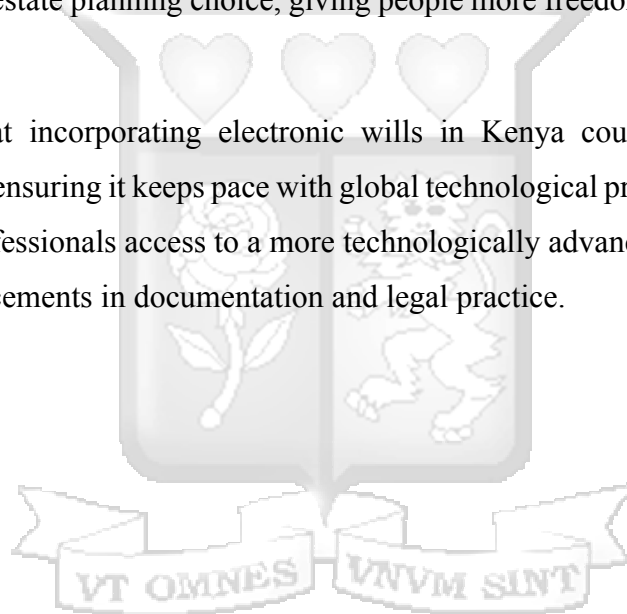 estate planning choice, giving people more freedom
at incorporating electronic wills in Kenya cou
ensuring it keeps pace with global technological pr
fessionals access to a more technologically advanc
cements in documentation and legal practice.
VT OMNES VNVM SINT